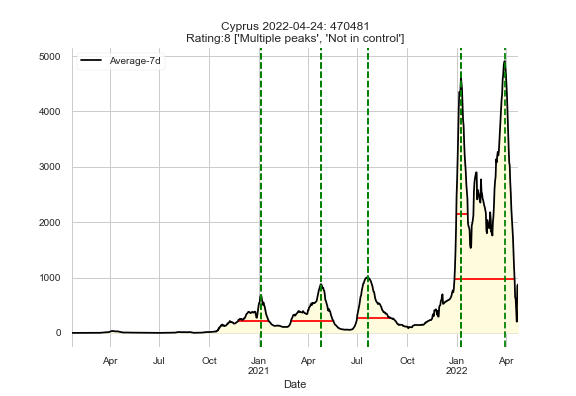 Cyprus 2022-04-24: 470481
Rating:8 ['Multiple peaks', 'Not in control']
Average-7d
5000
4000
3000
2000
1000
0
Apr Jul Oct Jan Apr Jul Oct Jan Apr
2021 2022
Date